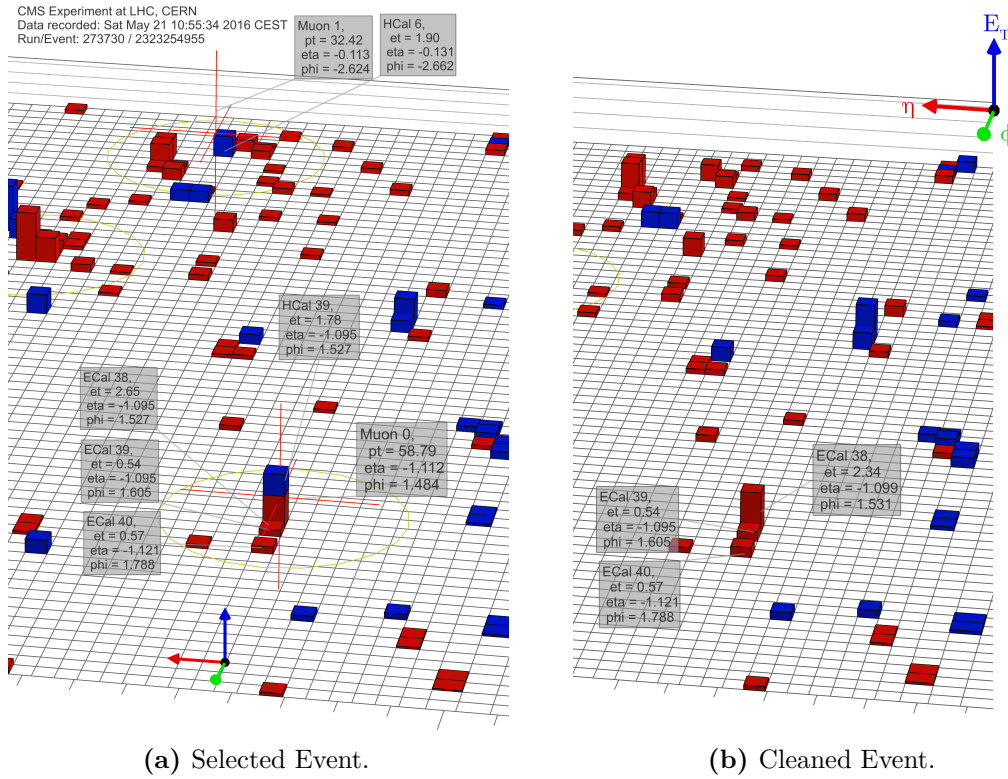 CMS Experiment at LHC, CERN
Data recorded: Sat May 21 10:55:34 2016 CEST
Run/Event: 273730 / 2323254955
Muon 1,
pt = 32.42
eta = -0.113
phi = -2.624
HCal 6,
et = 1.90
eta = -0.131
phi = -2.662
HCal 39,
et = 1.78
eta = -1.095
phi = 1.527
ECal 38,
et = 2.65
eta = -1.095
phi = 1.527
ECal 39,
et = 0.54
eta = -1.095
phi = 1.605
ECal 40,
et = 0.57
eta = -1.121
phi = 1.788
Muon 0,
pt = 58.79
eta = -1.112
phi = 1.484
(a) Selected Event.
E_T
η
ECal 38,
et = 2.34
eta = -1.099
phi = 1.531
ECal 39,
et = 0.54
eta = -1.095
phi = 1.605
ECal 40,
et = 0.57
eta = -1.121
phi = 1.788
(b) Cleaned Event.